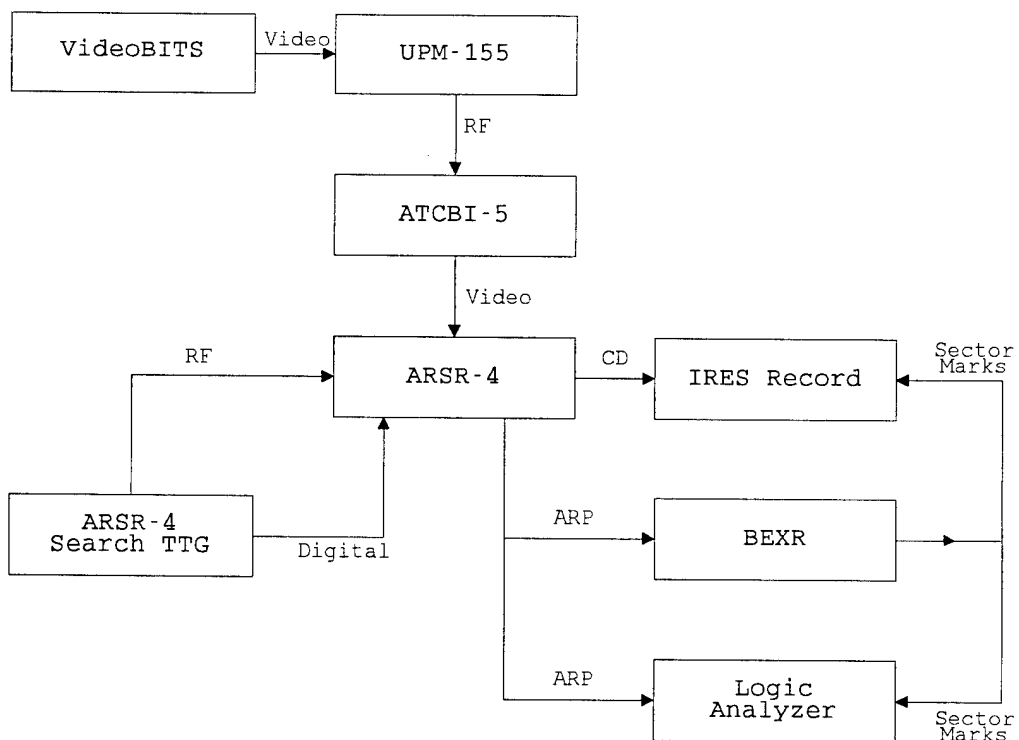 VideoBITS
Video
UPM-155
RF
ATCBI-5
Video
RF
ARSR-4
CD
IRES Record
Sector
Marks
ARSR-4
Search TTG
Digital
ARP
BEXR
ARP
Logic
Analyzer
Sector
Marks